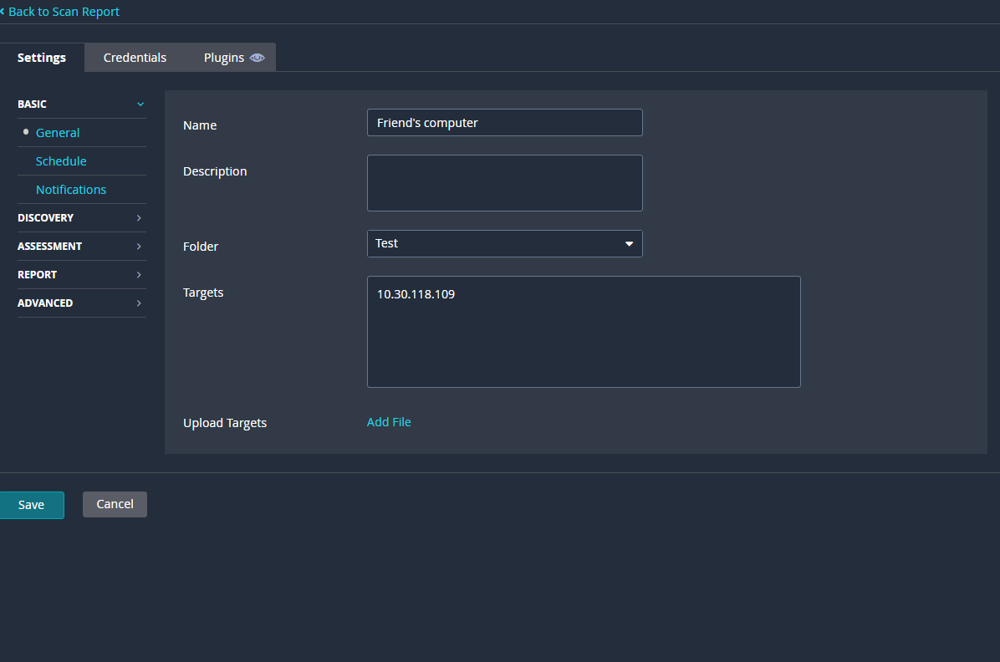 Back to Scan Report
Settings Credentials Plugins
BASIC
General
Schedule
Notifications
DISCOVERY
ASSESSMENT
REPORT
ADVANCED
Name Friend's computer
Description
Folder Test
Targets 10.30.118.109
Upload Targets Add File
Save Cancel